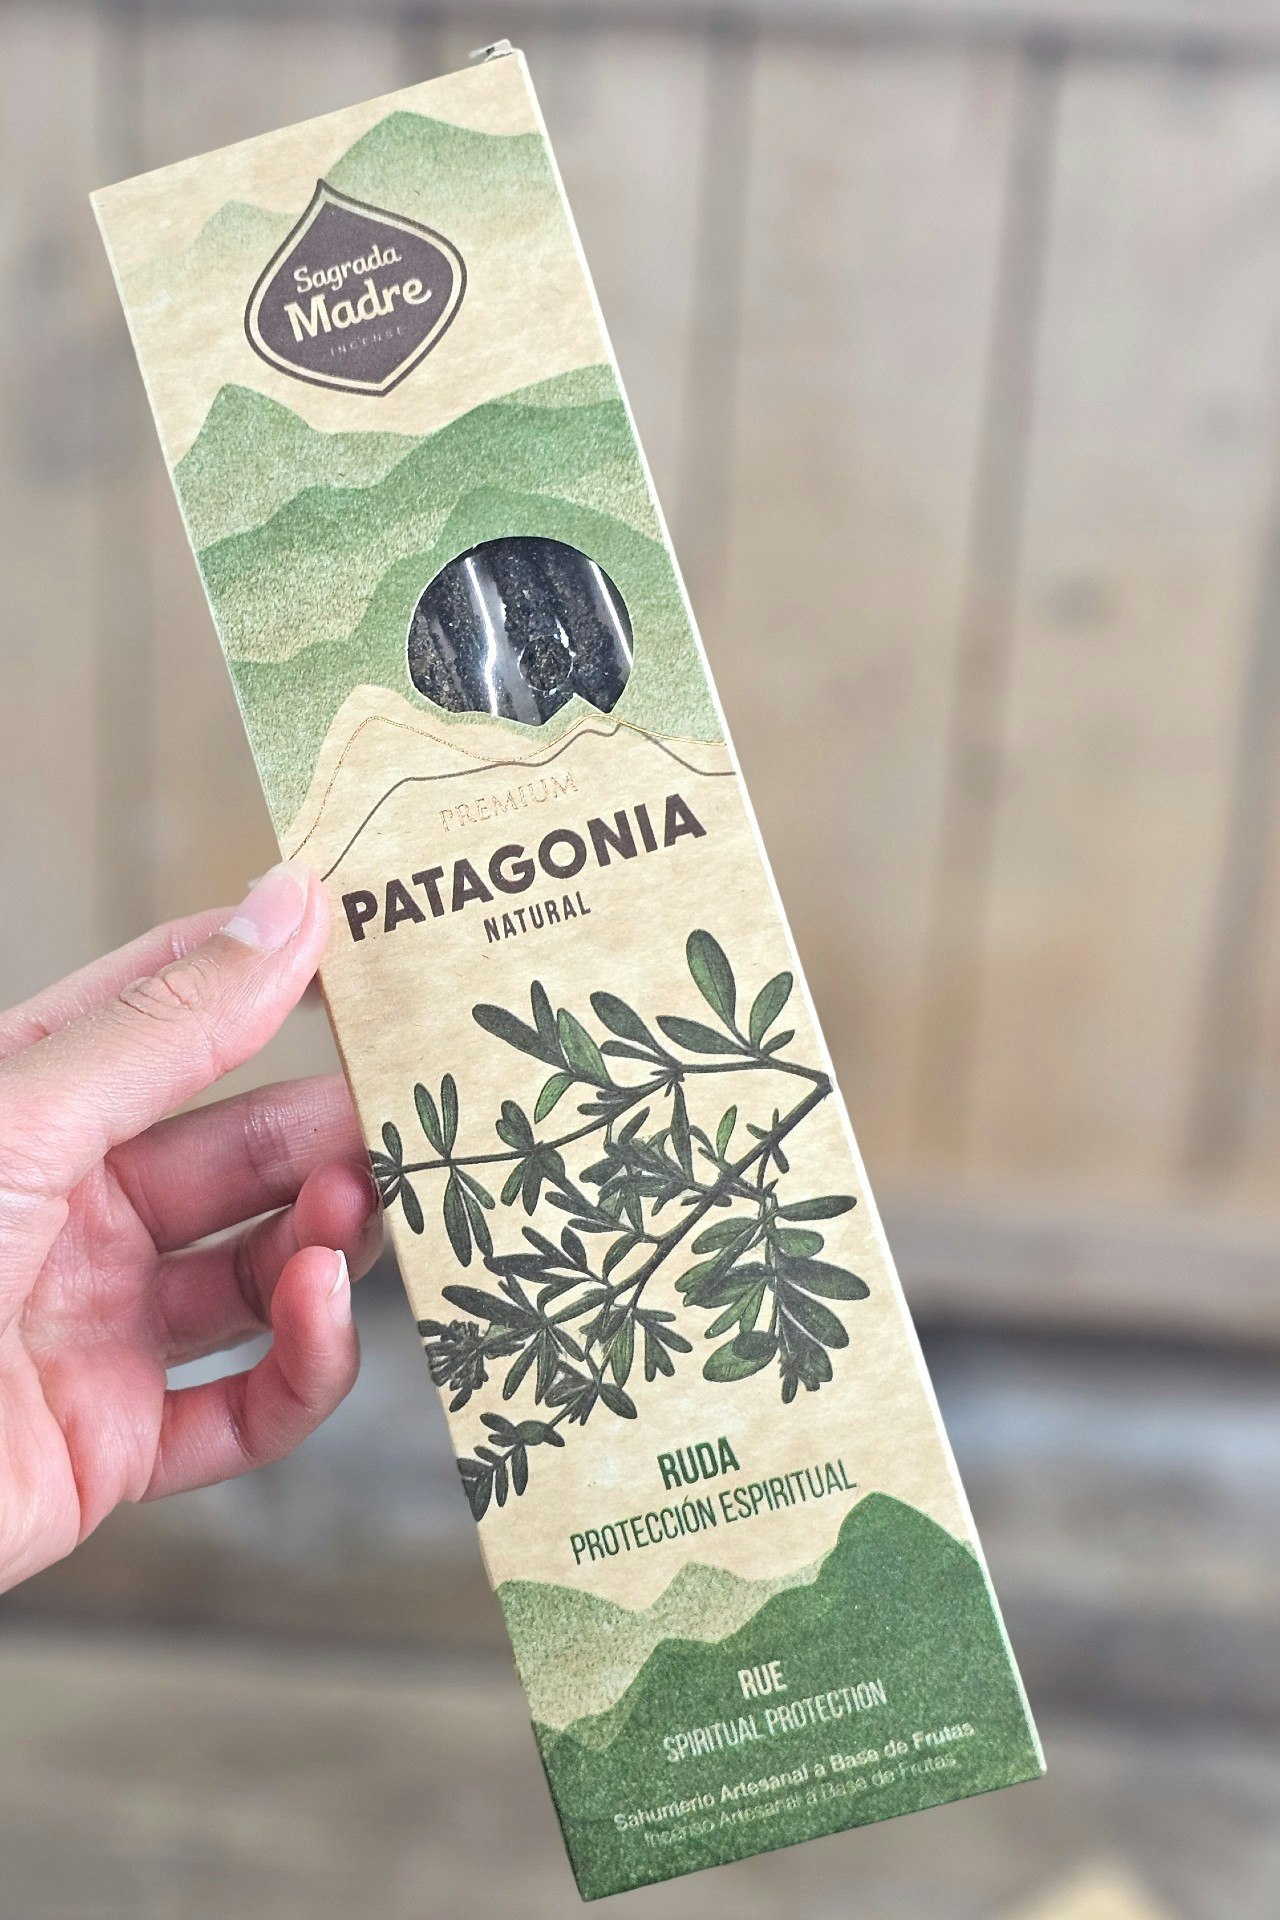 Sagrada
Madre
INCENSE
PREMIUM
PATAGONIA
NATURAL
RUDA
PROTECCIÓN ESPIRITUAL
RUE
SPIRITUAL PROTECTION
Sahumerio Artesanal a Base de Frutas
Incenso Artesanal a Base de Frutas